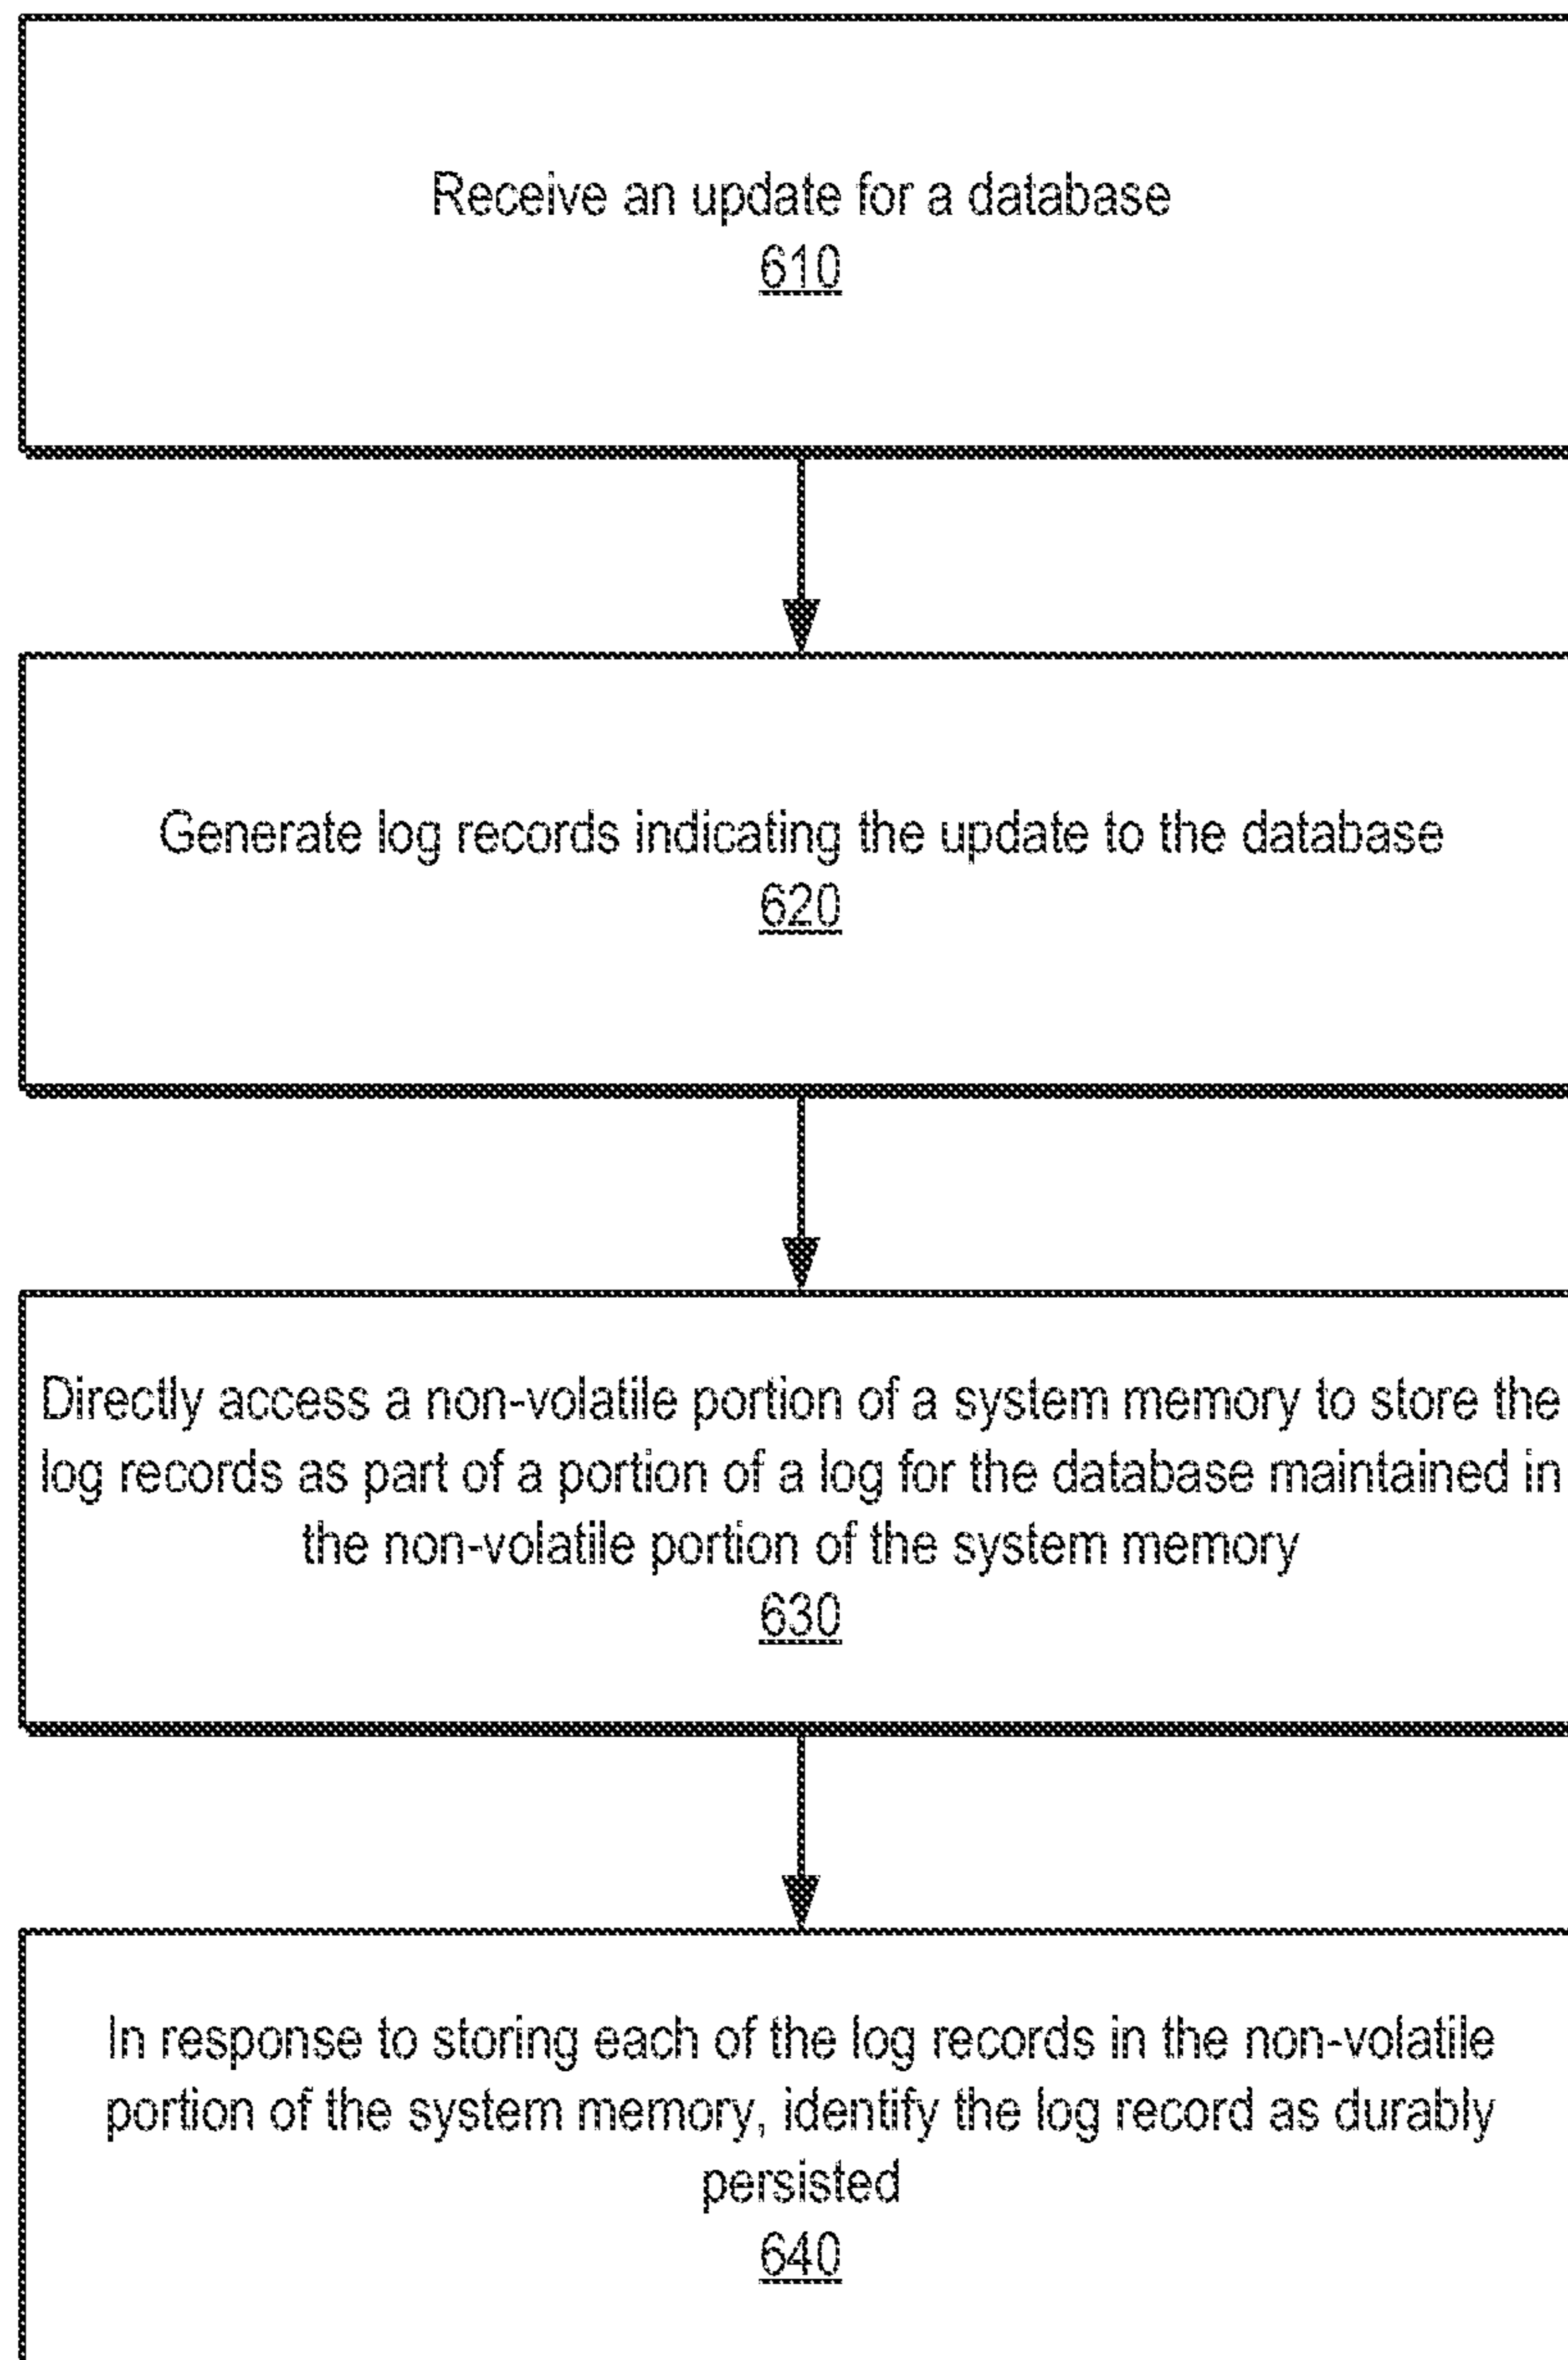 Receive an update for a database
610
Generate log records indicating the update to the database
620
Directly access a non-volatile portion of a system memory to store the
log records as part of a portion of a log for the database maintained in
the non-volatile portion of the system memory
630
In response to storing each of the log records in the non-volatile
portion of the system memory, identify the log record as durably
persisted
640